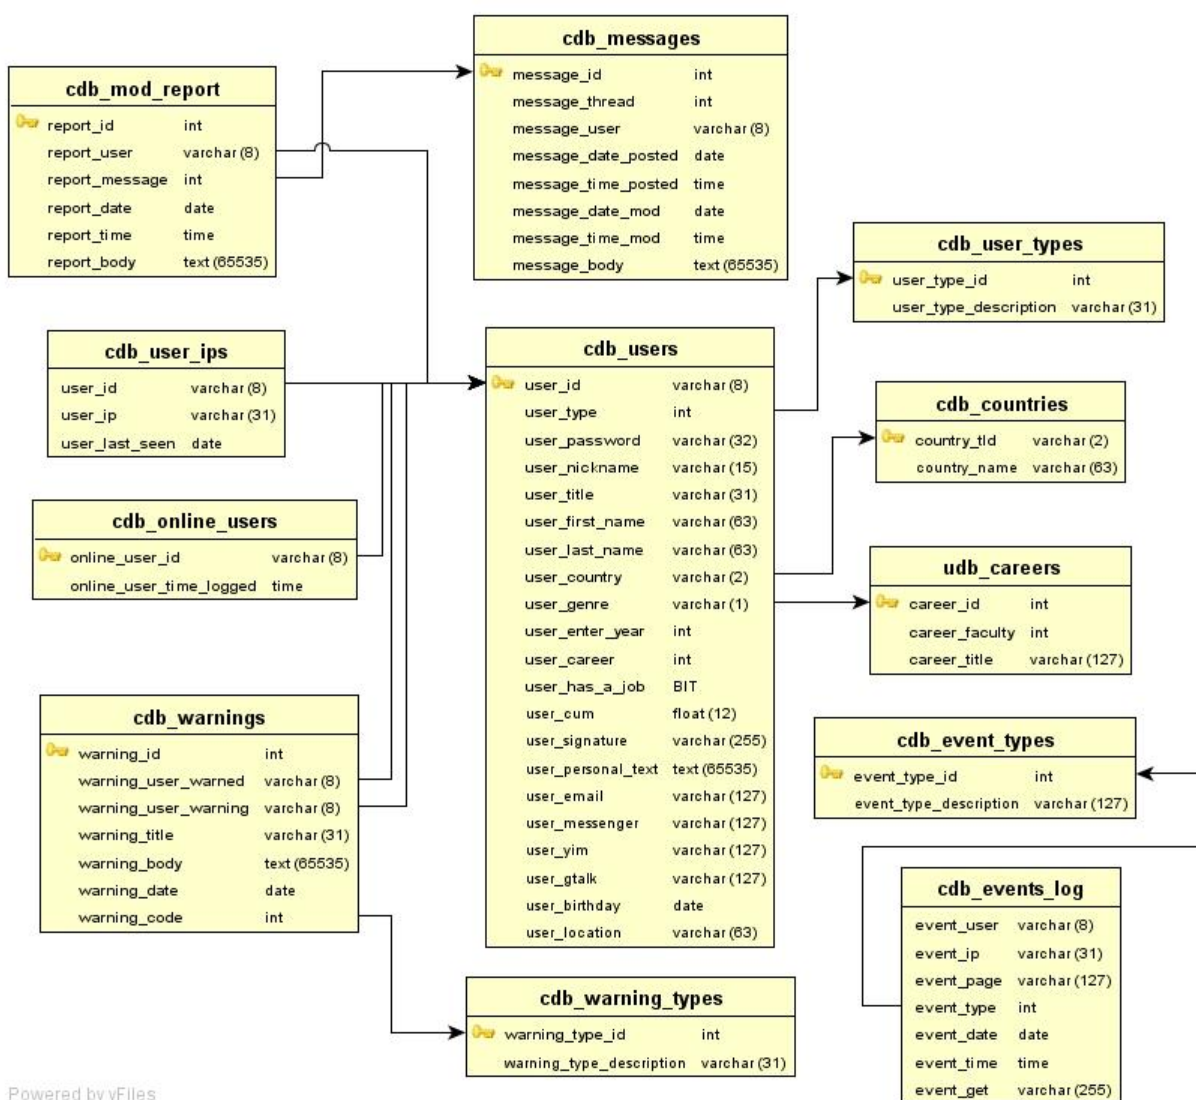 cdb_messages
message_id int
message_thread int
message_user varchar(8)
message_date_posted date
message_time_posted time
message_date_mod date
message_time_mod time
message_body text(65535)
cdb_mod_report
report_id int
report_user varchar(8)
report_message int
report_date date
report_time time
report_body text(65535)
cdb_user_types
user_type_id int
user_type_description varchar(31)
cdb_user_ips
user_id varchar(8)
user_ip varchar(31)
user_last_seen date
cdb_users
user_id varchar(8)
user_type int
user_password varchar(32)
user_nickname varchar(15)
user_title varchar(31)
user_first_name varchar(63)
user_last_name varchar(63)
user_country varchar(2)
user_genre varchar(1)
user_enter_year int
user_career int
user_has_a_job BIT
user_cum float(12)
user_signature varchar(255)
user_personal_text text(65535)
user_email varchar(127)
user_messenger varchar(127)
user_yim varchar(127)
user_gtalk varchar(127)
user_birthday date
user_location varchar(63)
cdb_countries
country_tld varchar(2)
country_name varchar(63)
cdb_online_users
online_user_id varchar(8)
online_user_time_logged time
udb_careers
career_id int
career_faculty int
career_title varchar(127)
cdb_warnings
warning_id int
warning_user_warned varchar(8)
warning_user_warning varchar(8)
warning_title varchar(31)
warning_body text(65535)
warning_date date
warning_code int
cdb_event_types
event_type_id int
event_type_description varchar(127)
cdb_events_log
event_user varchar(8)
event_ip varchar(31)
event_page varchar(127)
event_type int
event_date date
event_time time
event_get varchar(255)
cdb_warning_types
warning_type_id int
warning_type_description varchar(31)
Powered by yFiles